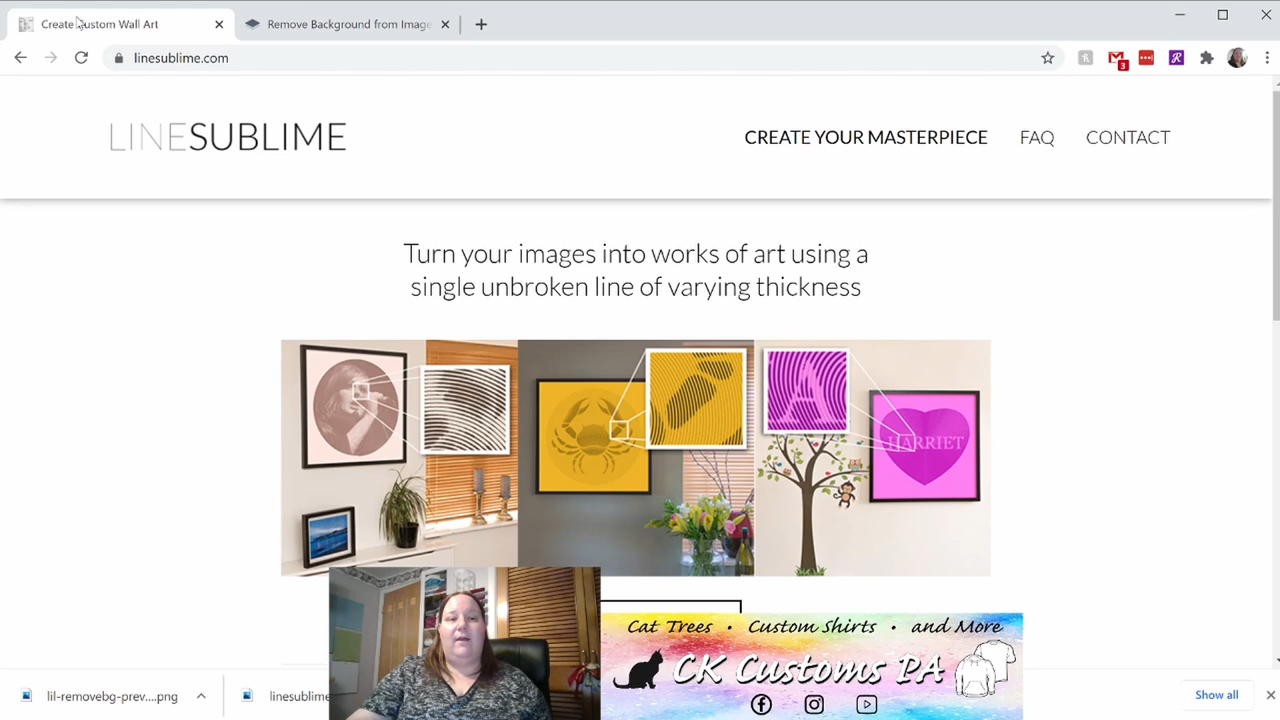 Create Custom Wall Art
Remove Background from Image
linesublime.com
3
LINESUBLIME
CREATE YOUR MASTERPIECE
FAQ
CONTACT
Turn your images into works of art using a
single unbroken line of varying thickness
A
HARRIET
Cat Trees • Custom Shirts • and More
CK Customs PA
lil-removebg-prev....png
linesublime
Show all